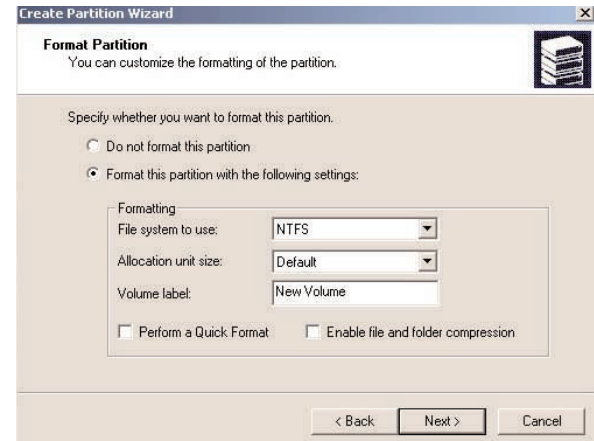 Create Partition Wizard
Format Partition
You can customize the formatting of the partition.
Specify whether you want to format this partition.
Do not format this partition
Format this partition with the following settings:
Formatting
File system to use: NTFS
Allocation unit size: Default
Volume label: New Volume
Perform a Quick Format Enable file and folder compression
< Back Next > Cancel